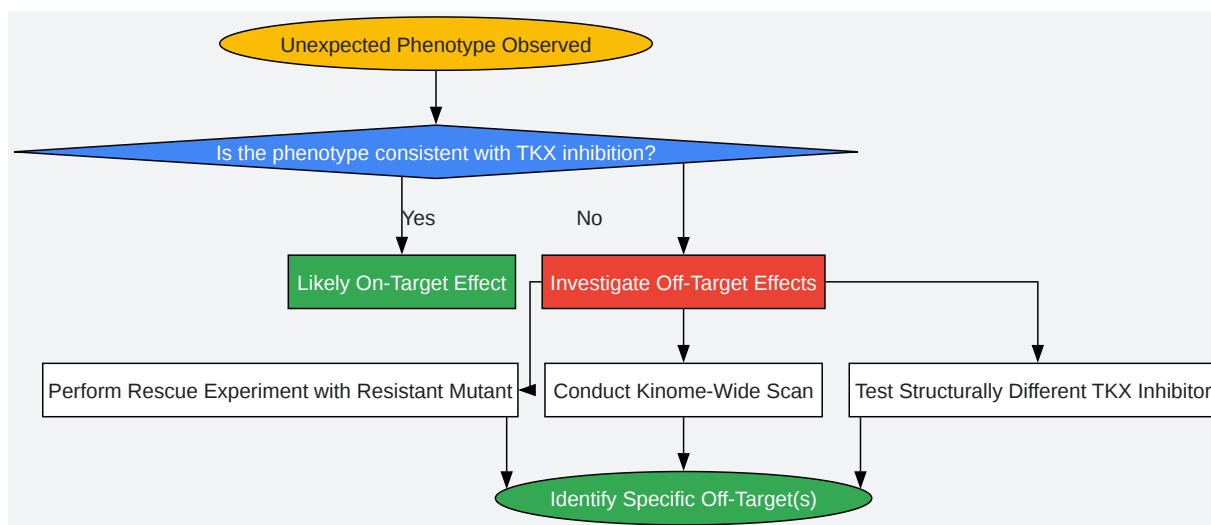 Unexpected Phenotype Observed
Is the phenotype consistent with TKX inhibition?
Yes
No
Likely On-Target Effect
Investigate Off-Target Effects
Perform Rescue Experiment with Resistant Mutant
Conduct Kinome-Wide Scan
Test Structurally Different TKX Inhibitor
Identify Specific Off-Target(s)